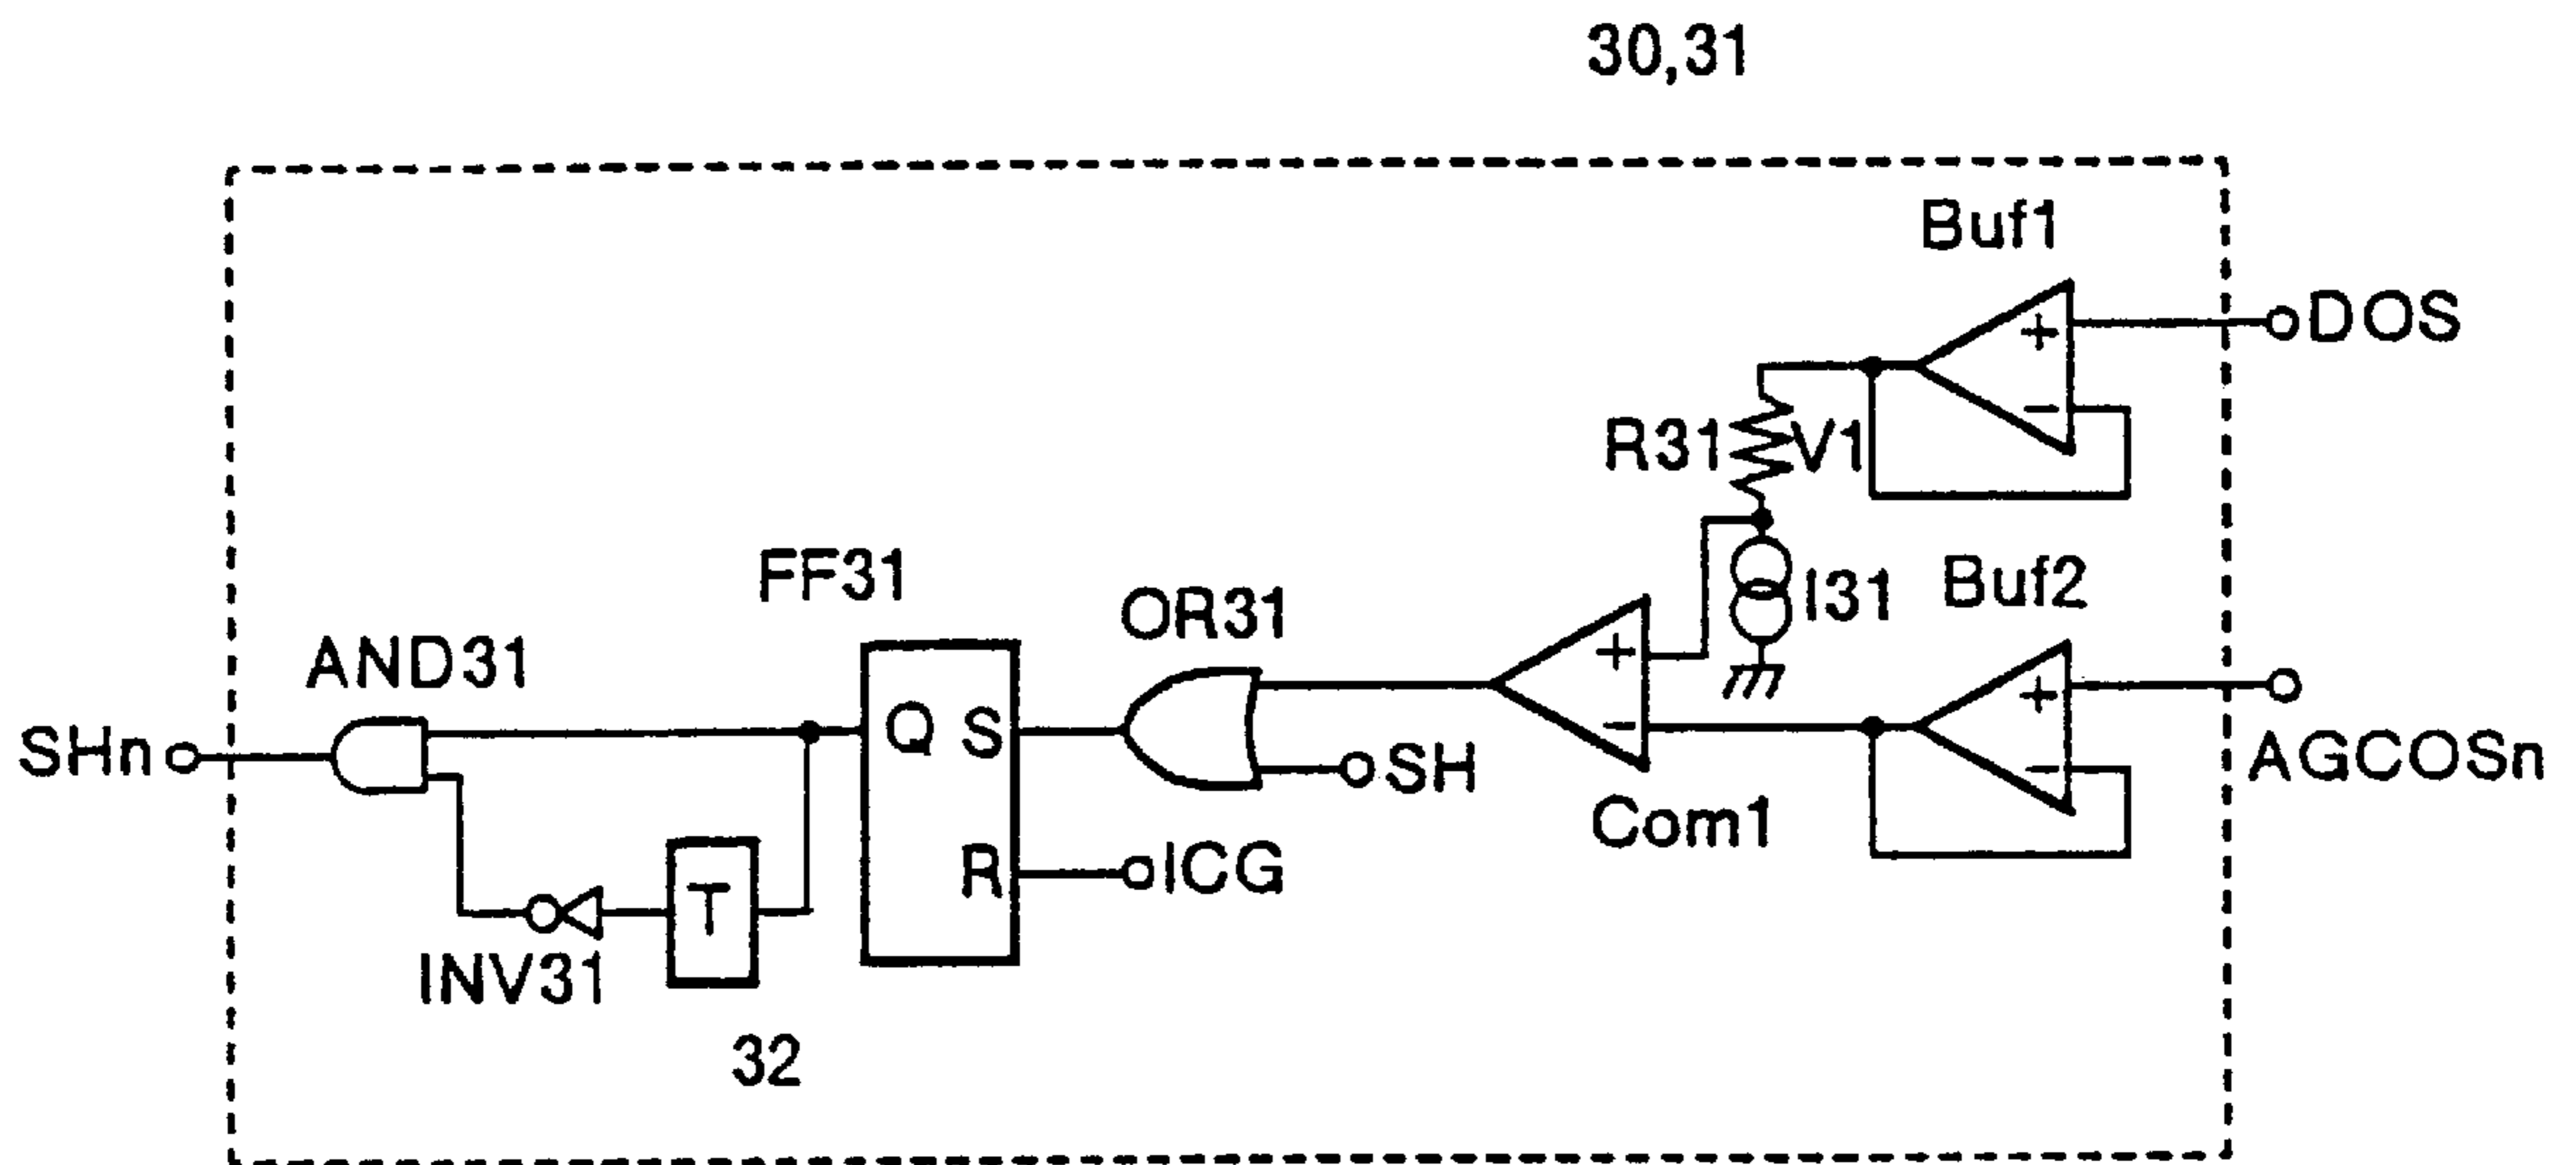 30,31
Buf1
+
DOS
−
R31
V1
FF31
OR31
I31
Buf2
AND31
+
+
SHn
Q
S
−
−
SH
AGCOSn
Com1
T
R
ICG
INV31
32